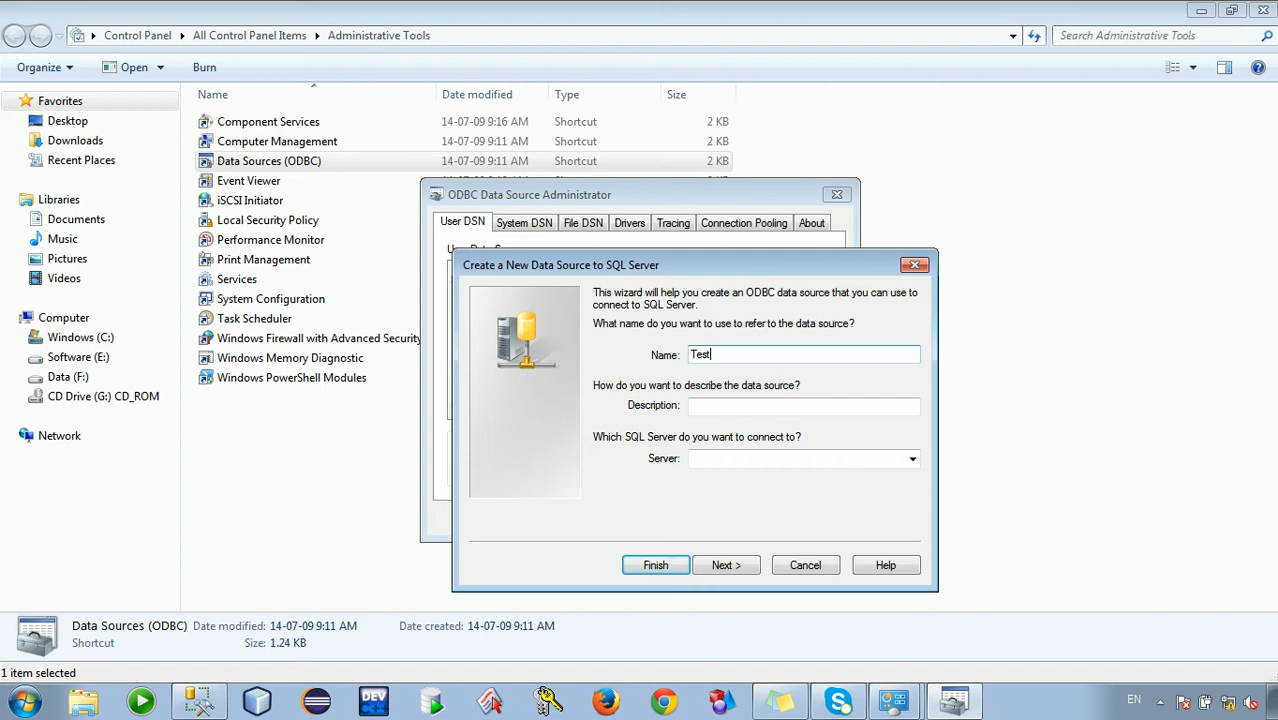 Control Panel All Control Panel Items Administrative Tools
Search Administrative Tools
Organize Open Burn
Name Date modified Type Size
Favorites
Desktop
Downloads
Recent Places
Libraries
Documents
Music
Pictures
Videos
Computer
Windows (C:)
Software (E:)
Data (F:)
CD Drive (G:) CD_ROM
Network
Component Services 14-07-09 9:16 AM Shortcut 2 KB
Computer Management 14-07-09 9:11 AM Shortcut 2 KB
Data Sources (ODBC) 14-07-09 9:11 AM Shortcut 2 KB
Event Viewer
iSCSI Initiator
Local Security Policy
Performance Monitor
Print Management
Services
System Configuration
Task Scheduler
Windows Firewall with Advanced Security
Windows Memory Diagnostic
Windows PowerShell Modules
ODBC Data Source Administrator
User DSN System DSN File DSN Drivers Tracing Connection Pooling About
Create a New Data Source to SQL Server
This wizard will help you create an ODBC data source that you can use to
connect to SQL Server.
What name do you want to use to refer to the data source?
Name: Test
How do you want to describe the data source?
Description:
Which SQL Server do you want to connect to?
Server:
Finish Next > Cancel Help
Data Sources (ODBC) Date modified: 14-07-09 9:11 AM Date created: 14-07-09 9:11 AM
Shortcut Size: 1.24 KB
1 item selected
DEV
EN